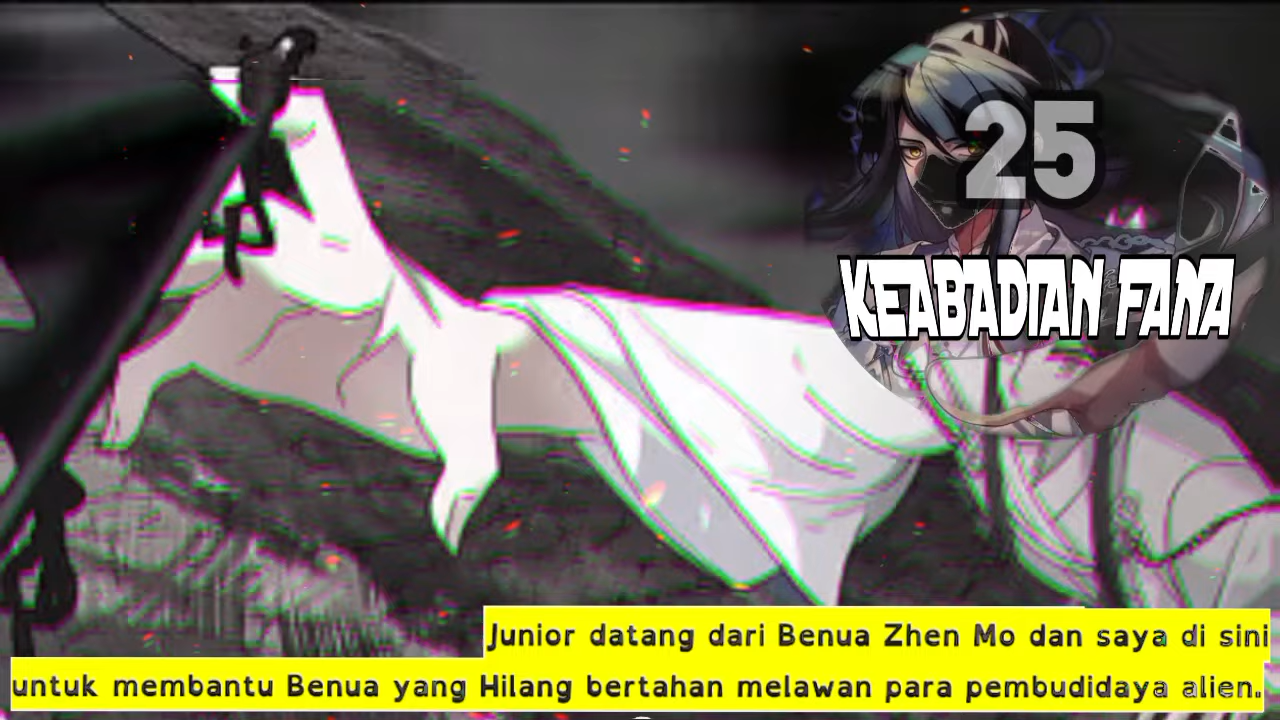 25
KEABADIAN FANA
Junior datang dari Benua Zhen Mo dan saya di sini
untuk membantu Benua yang Hilang bertahan melawan para pembudidaya alien.